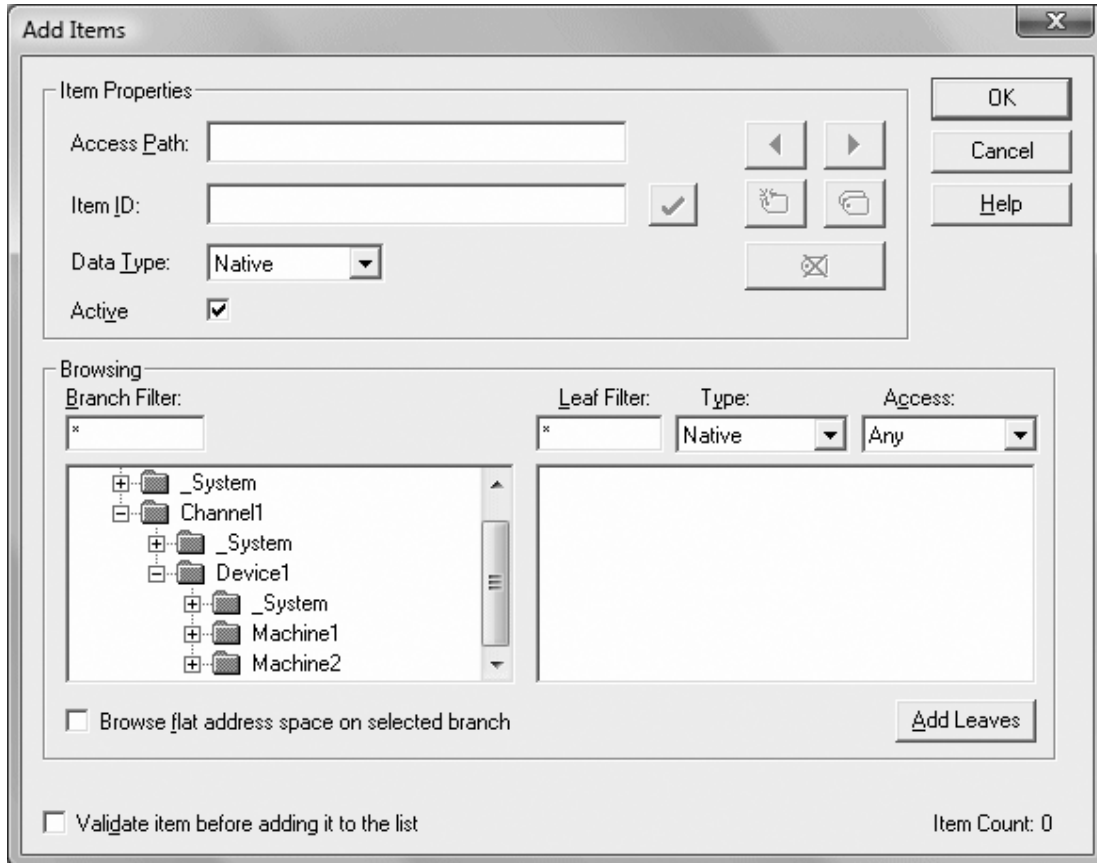 Add Items
Item Properties
Access Path:
Item ID:
Data Type: Native
Active
OK
Cancel
Help
Browsing
Branch Filter: Leaf Filter: Type: Access:
* * Native Any
_System
Channel1
_System
Device1
_System
Machine1
Machine2
Browse flat address space on selected branch
Add Leaves
Validate item before adding it to the list
Item Count: 0